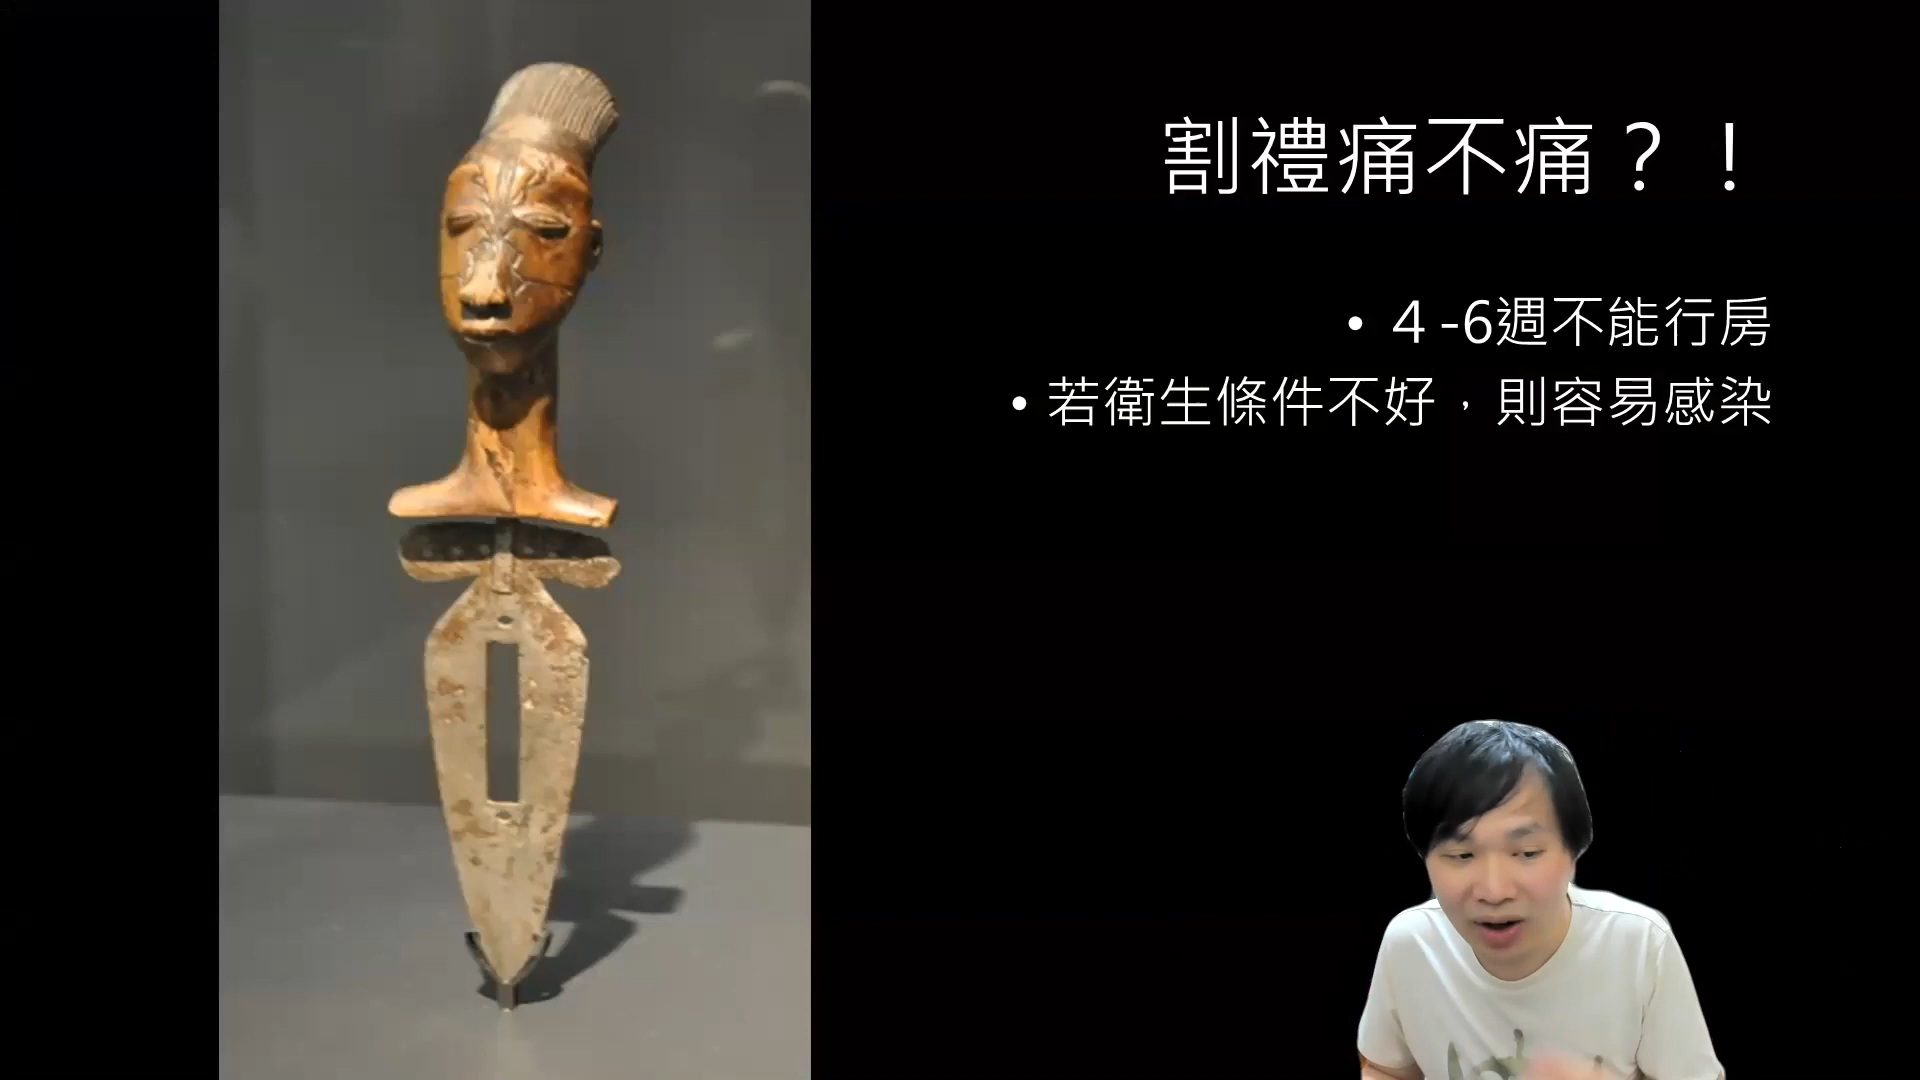 割禮痛不痛？！
• ４-6週不能行房
• 若衛生條件不好，則容易感染